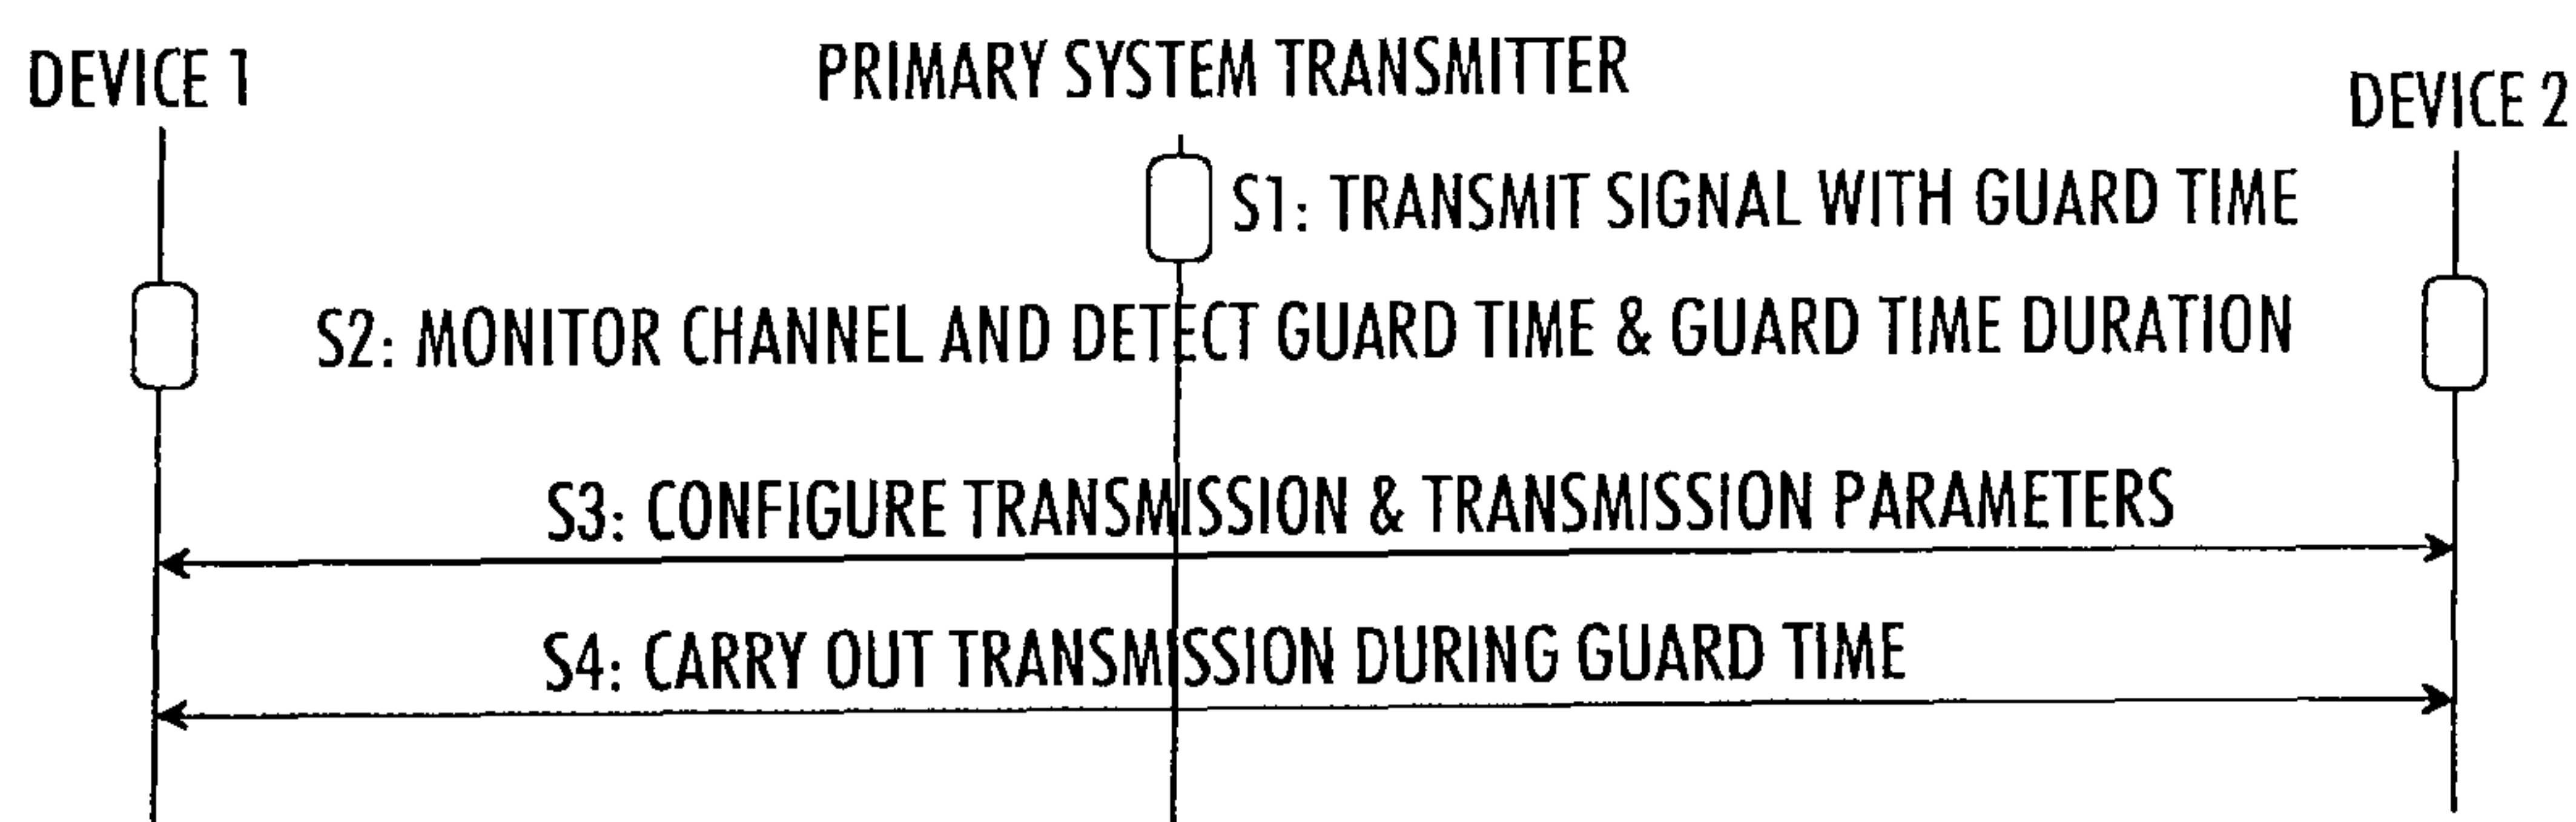 DEVICE 1
PRIMARY SYSTEM TRANSMITTER
DEVICE 2
S1: TRANSMIT SIGNAL WITH GUARD TIME
S2: MONITOR CHANNEL AND DETECT GUARD TIME & GUARD TIME DURATION
S3: CONFIGURE TRANSMISSION & TRANSMISSION PARAMETERS
S4: CARRY OUT TRANSMISSION DURING GUARD TIME